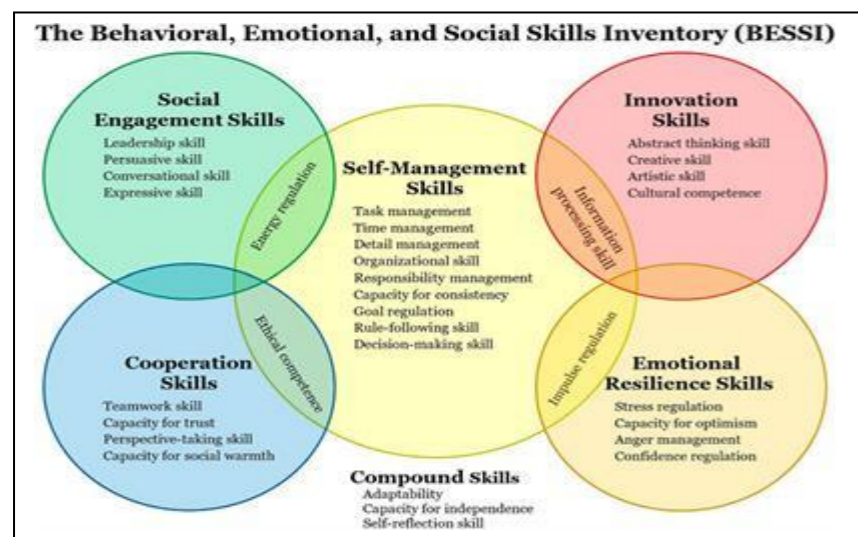 The Behavioral, Emotional, and Social Skills Inventory (BESSI)
Social
Engagement Skills
Leadership skill
Persuasive skill
Conversational skill
Expressive skill
Energy regulation
Self-Management
Skills
Task management
Time management
Detail management
Organizational skill
Responsibility management
Capacity for consistency
Goal regulation
Rule-following skill
Decision-making skill
Innovation
Skills
Abstract thinking skill
Creative skill
Artistic skill
Cultural competence
Information
processing skill
Cooperation
Skills
Teamwork skill
Capacity for trust
Perspective-taking skill
Capacity for social warmth
Ethical competence
Impulse regulation
Emotional
Resilience Skills
Stress regulation
Capacity for optimism
Anger management
Confidence regulation
Compound Skills
Adaptability
Capacity for independence
Self-reflection skill